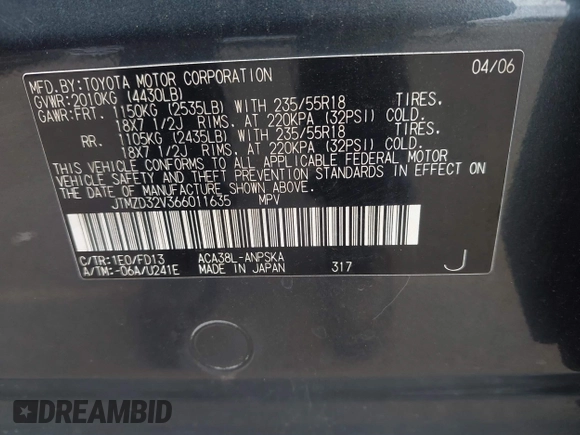 MFD. BY: TOYOTA MOTOR CORPORATION 04/06
GVWR: 2010KG (4430LB)
GAWR: FRT. 1150KG (2535LB) WITH 235/55R18 TIRES.
18X7 1/2J RIMS. AT 220KPA (32PSI) COLD.
RR. 1105KG (2435LB) WITH 235/55R18 TIRES.
18X7 1/2J RIMS. AT 220KPA (32PSI) COLD.
THIS VEHICLE CONFORMS TO ALL APPLICABLE FEDERAL MOTOR
VEHICLE SAFETY AND THEFT PREVENTION STANDARDS IN EFFECT ON
THE DATE OF MANUFACTURE SHOWN ABOVE.
JTMZD32V366011635 MPV
C/TR: 1E0/FD13 ACA38L-ANPSKA
A/TM: -06A/U241E MADE IN JAPAN 317 J
DREAMBID